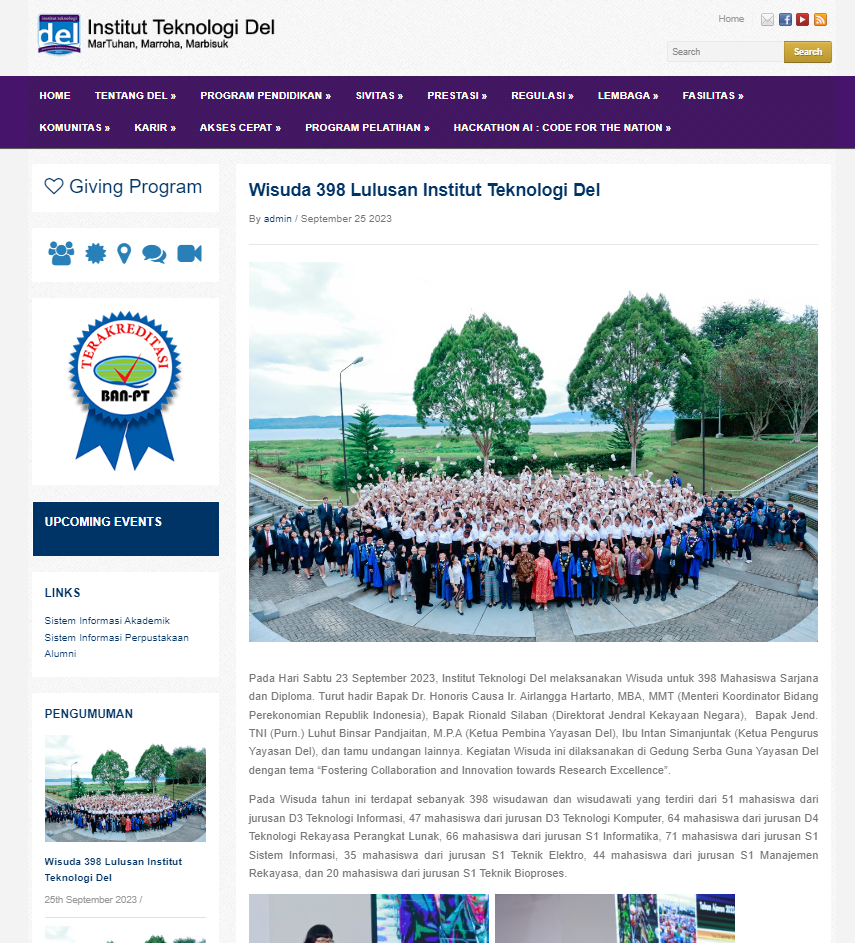 institut teknologi
del
Institut Teknologi Del
MarTuhan, Marroha, Marbisuk
Home
Search
Search
HOME
TENTANG DEL »
PROGRAM PENDIDIKAN »
SIVITAS »
PRESTASI »
REGULASI »
LEMBAGA »
FASILITAS »
KOMUNITAS »
KARIR »
AKSES CEPAT »
PROGRAM PELATIHAN »
HACKATHON AI : CODE FOR THE NATION »
Giving Program
TERAKREDITASI
BAN-PT
UPCOMING EVENTS
LINKS
Sistem Informasi Akademik
Sistem Informasi Perpustakaan
Alumni
PENGUMUMAN
Wisuda 398 Lulusan Institut
Teknologi Del
25th September 2023 /
Wisuda 398 Lulusan Institut Teknologi Del
By admin / September 25 2023
Pada Hari Sabtu 23 September 2023, Institut Teknologi Del melaksanakan Wisuda untuk 398 Mahasiswa Sarjana
dan Diploma. Turut hadir Bapak Dr. Honoris Causa Ir. Airlangga Hartarto, MBA, MMT (Menteri Koordinator Bidang
Perekonomian Republik Indonesia), Bapak Rionald Silaban (Direktorat Jendral Kekayaan Negara), Bapak Jend.
TNI (Purn.) Luhut Binsar Pandjaitan, M.P.A (Ketua Pembina Yayasan Del), Ibu Intan Simanjuntak (Ketua Pengurus
Yayasan Del), dan tamu undangan lainnya. Kegiatan Wisuda ini dilaksanakan di Gedung Serba Guna Yayasan Del
dengan tema “Fostering Collaboration and Innovation towards Research Excellence”.
Pada Wisuda tahun ini terdapat sebanyak 398 wisudawan dan wisudawati yang terdiri dari 51 mahasiswa dari
jurusan D3 Teknologi Informasi, 47 mahasiswa dari jurusan D3 Teknologi Komputer, 64 mahasiswa dari jurusan D4
Teknologi Rekayasa Perangkat Lunak, 66 mahasiswa dari jurusan S1 Informatika, 71 mahasiswa dari jurusan S1
Sistem Informasi, 35 mahasiswa dari jurusan S1 Teknik Elektro, 44 mahasiswa dari jurusan S1 Manajemen
Rekayasa, dan 20 mahasiswa dari jurusan S1 Teknik Bioproses.